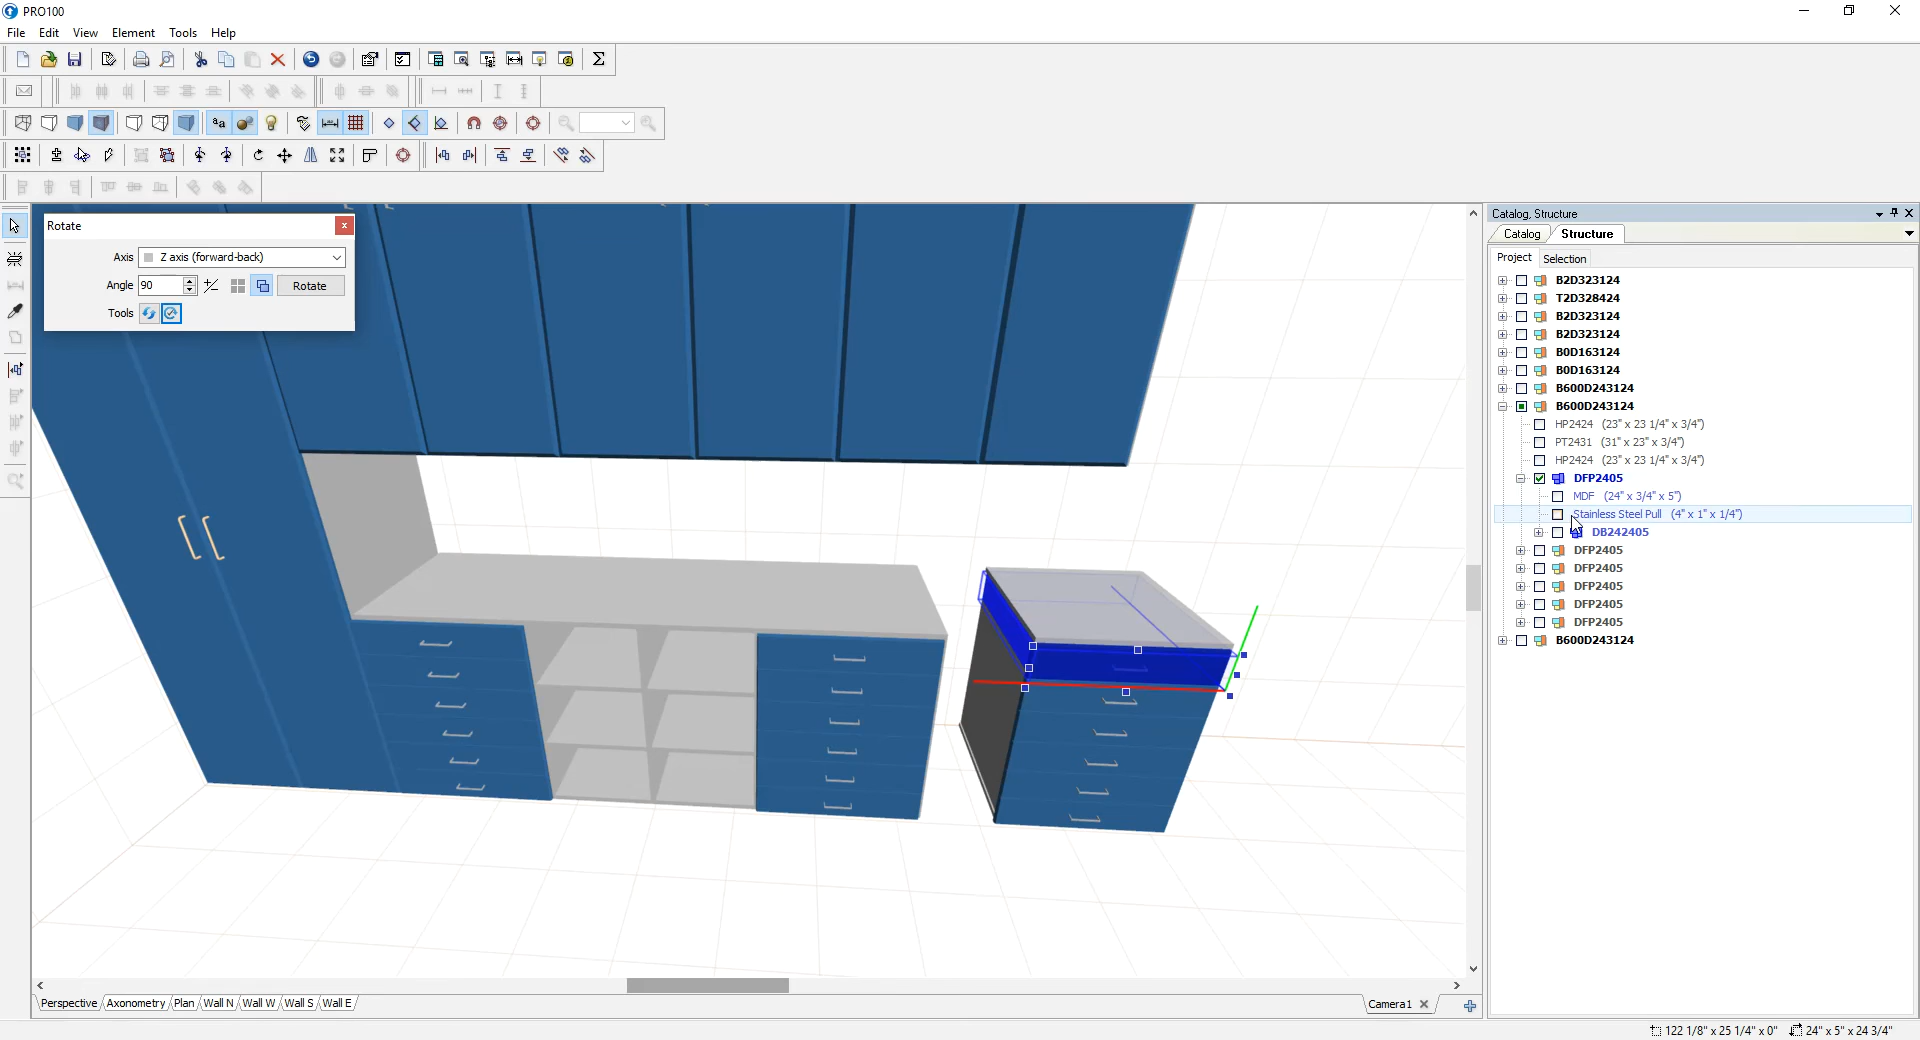 PRO100
File Edit View Element Tools Help
aa
Rotate
Axis Z axis (forward-back)
Angle 90 Rotate
Tools
Catalog, Structure
Catalog Structure
Project Selection
B2D323124
T2D328424
B2D323124
B2D323124
B0D163124
B0D163124
B600D243124
B600D243124
HP2424 (23" x 23 1/4" x 3/4")
PT2431 (31" x 23" x 3/4")
HP2424 (23" x 23 1/4" x 3/4")
DFP2405
MDF (24" x 3/4" x 5")
Stainless Steel Pull (4" x 1" x 1/4")
DB242405
DFP2405
DFP2405
DFP2405
DFP2405
DFP2405
B600D243124
Perspective Axonometry Plan Wall N Wall W Wall S Wall E
Camera1
122 1/8" x 25 1/4" x 0" 24" x 5" x 24 3/4"